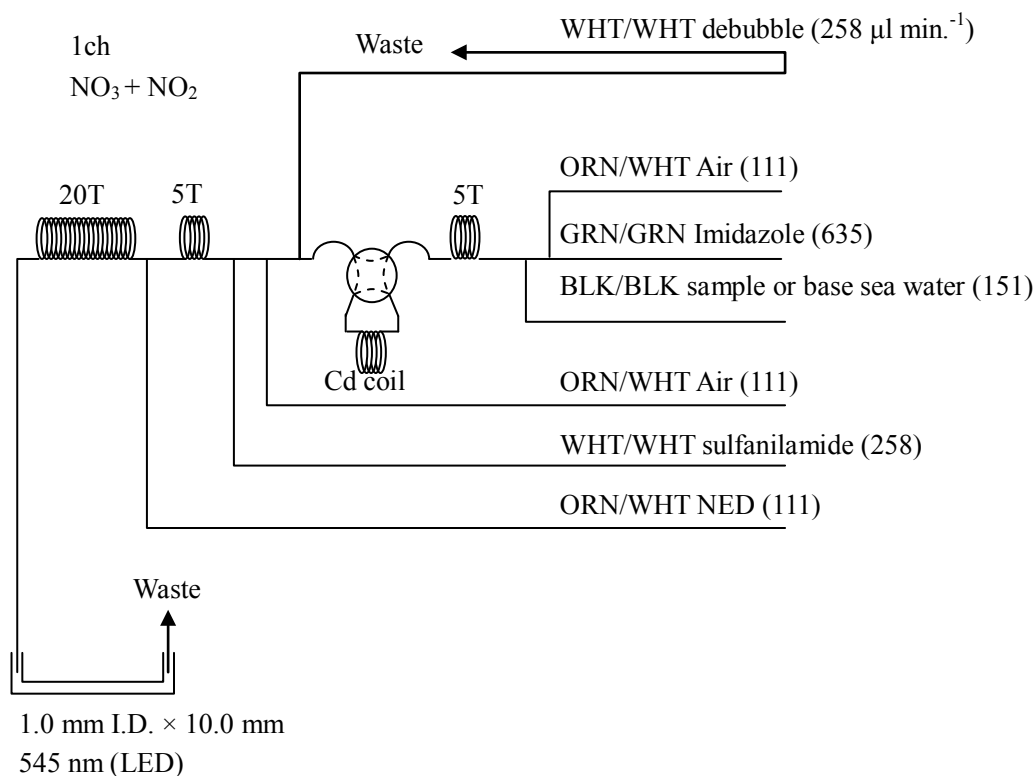 1ch
NO₃ + NO₂
Waste
WHT/WHT debubble (258 μl min.⁻¹)
ORN/WHT Air (111)
20T
5T
5T
GRN/GRN Imidazole (635)
BLK/BLK sample or base sea water (151)
Cd coil
ORN/WHT Air (111)
WHT/WHT sulfanilamide (258)
ORN/WHT NED (111)
Waste
1.0 mm I.D. × 10.0 mm
545 nm (LED)